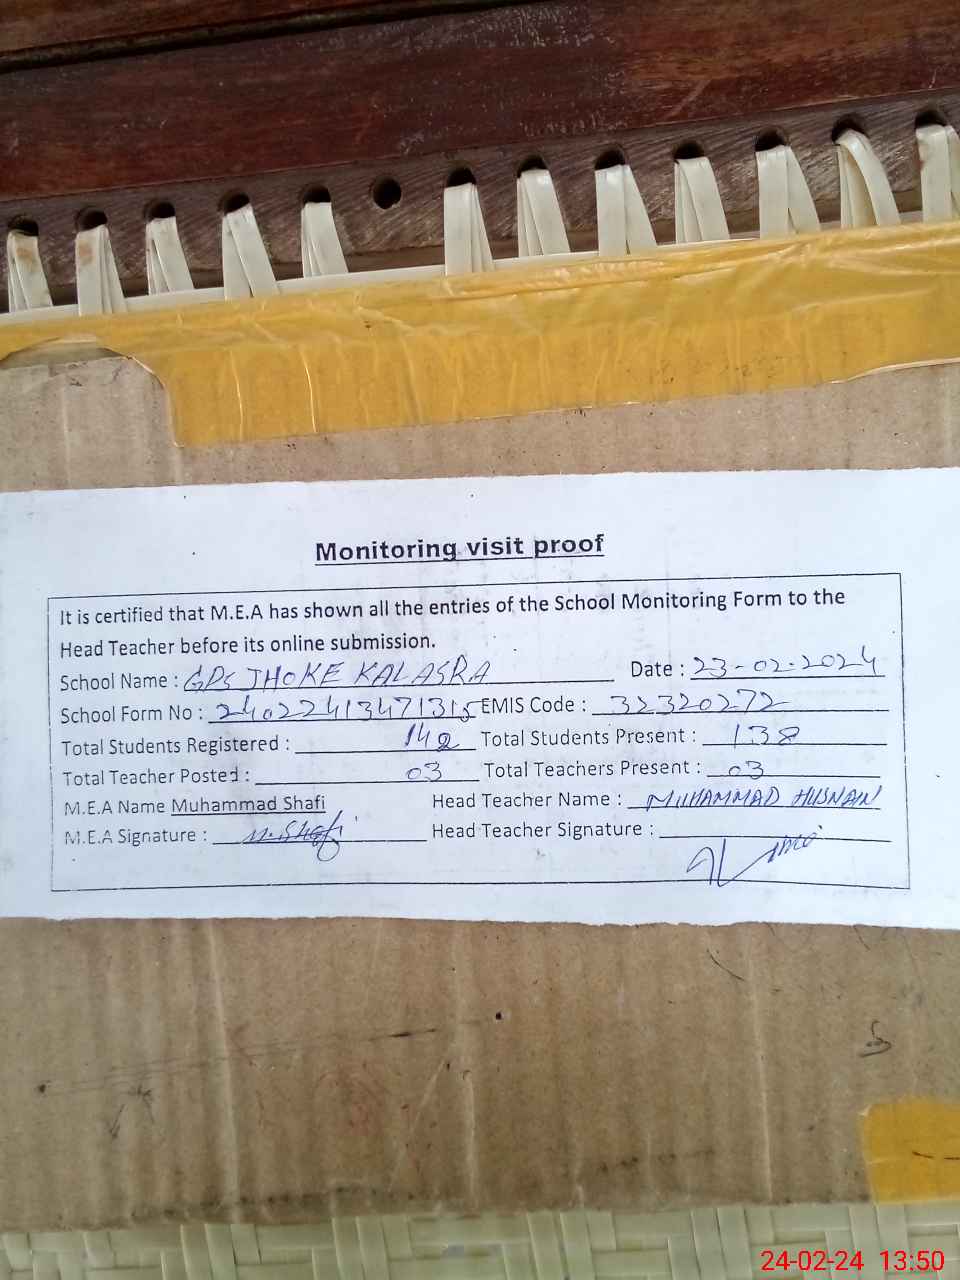 Monitoring visit proof
It is certified that M.E.A has shown all the entries of the School Monitoring Form to the
Head Teacher before its online submission.
School Name : GPS JHOKE KALASRA Date : 23-02-2024
School Form No : 24022413471315 EMIS Code : 32320272
Total Students Registered : 142 Total Students Present : 138
Total Teacher Posted : 03 Total Teachers Present : 03
M.E.A Name Muhammad Shafi Head Teacher Name : MUHAMMAD HUSNAIN
M.E.A Signature : M. Shafi Head Teacher Signature :
24-02-24 13:50